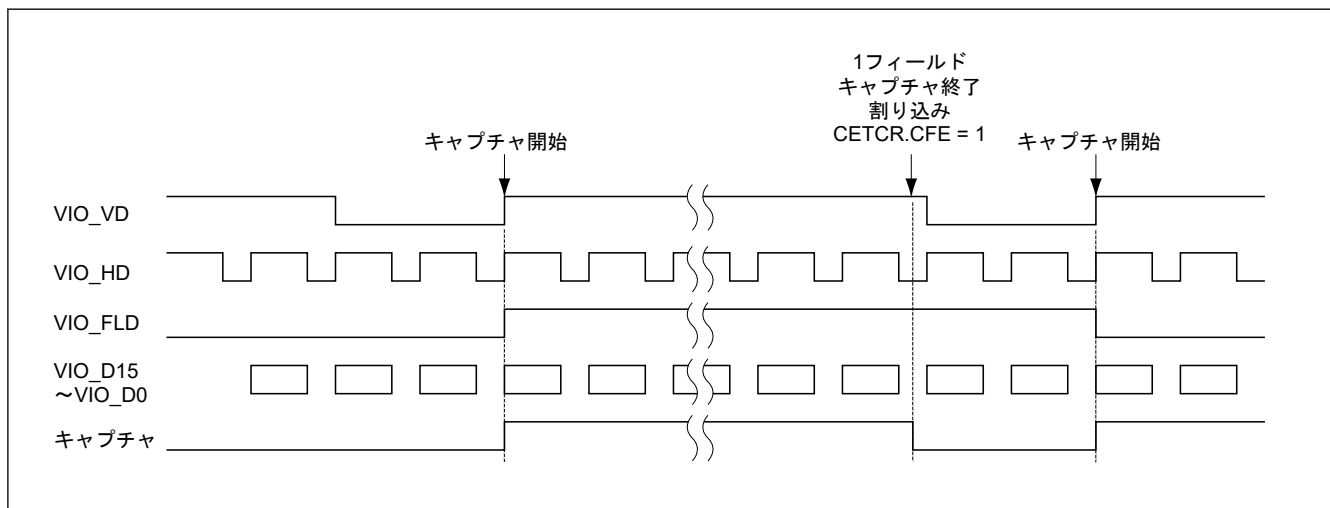 1フィールド
キャプチャ終了
割り込み
CETCR.CFE = 1
キャプチャ開始
キャプチャ開始
VIO_VD
VIO_HD
VIO_FLD
VIO_D15
～VIO_D0
キャプチャ